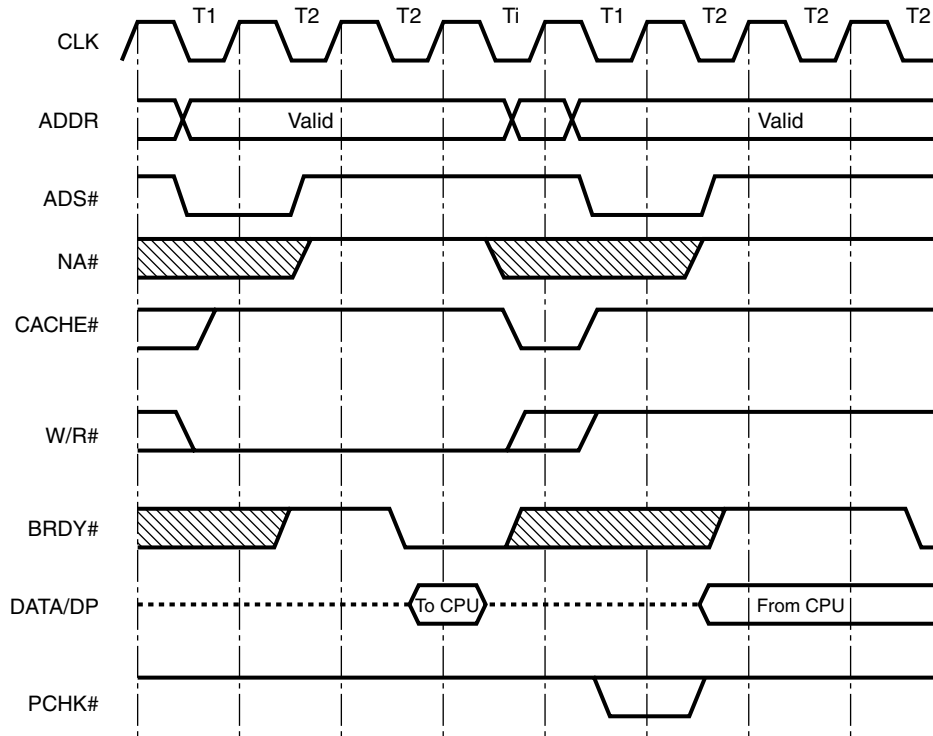 T1 T2 T2 Ti T1 T2 T2 T2
CLK
ADDR Valid Valid
ADS#
NA#
CACHE#
W/R#
BRDY#
DATA/DP To CPU From CPU
PCHK#